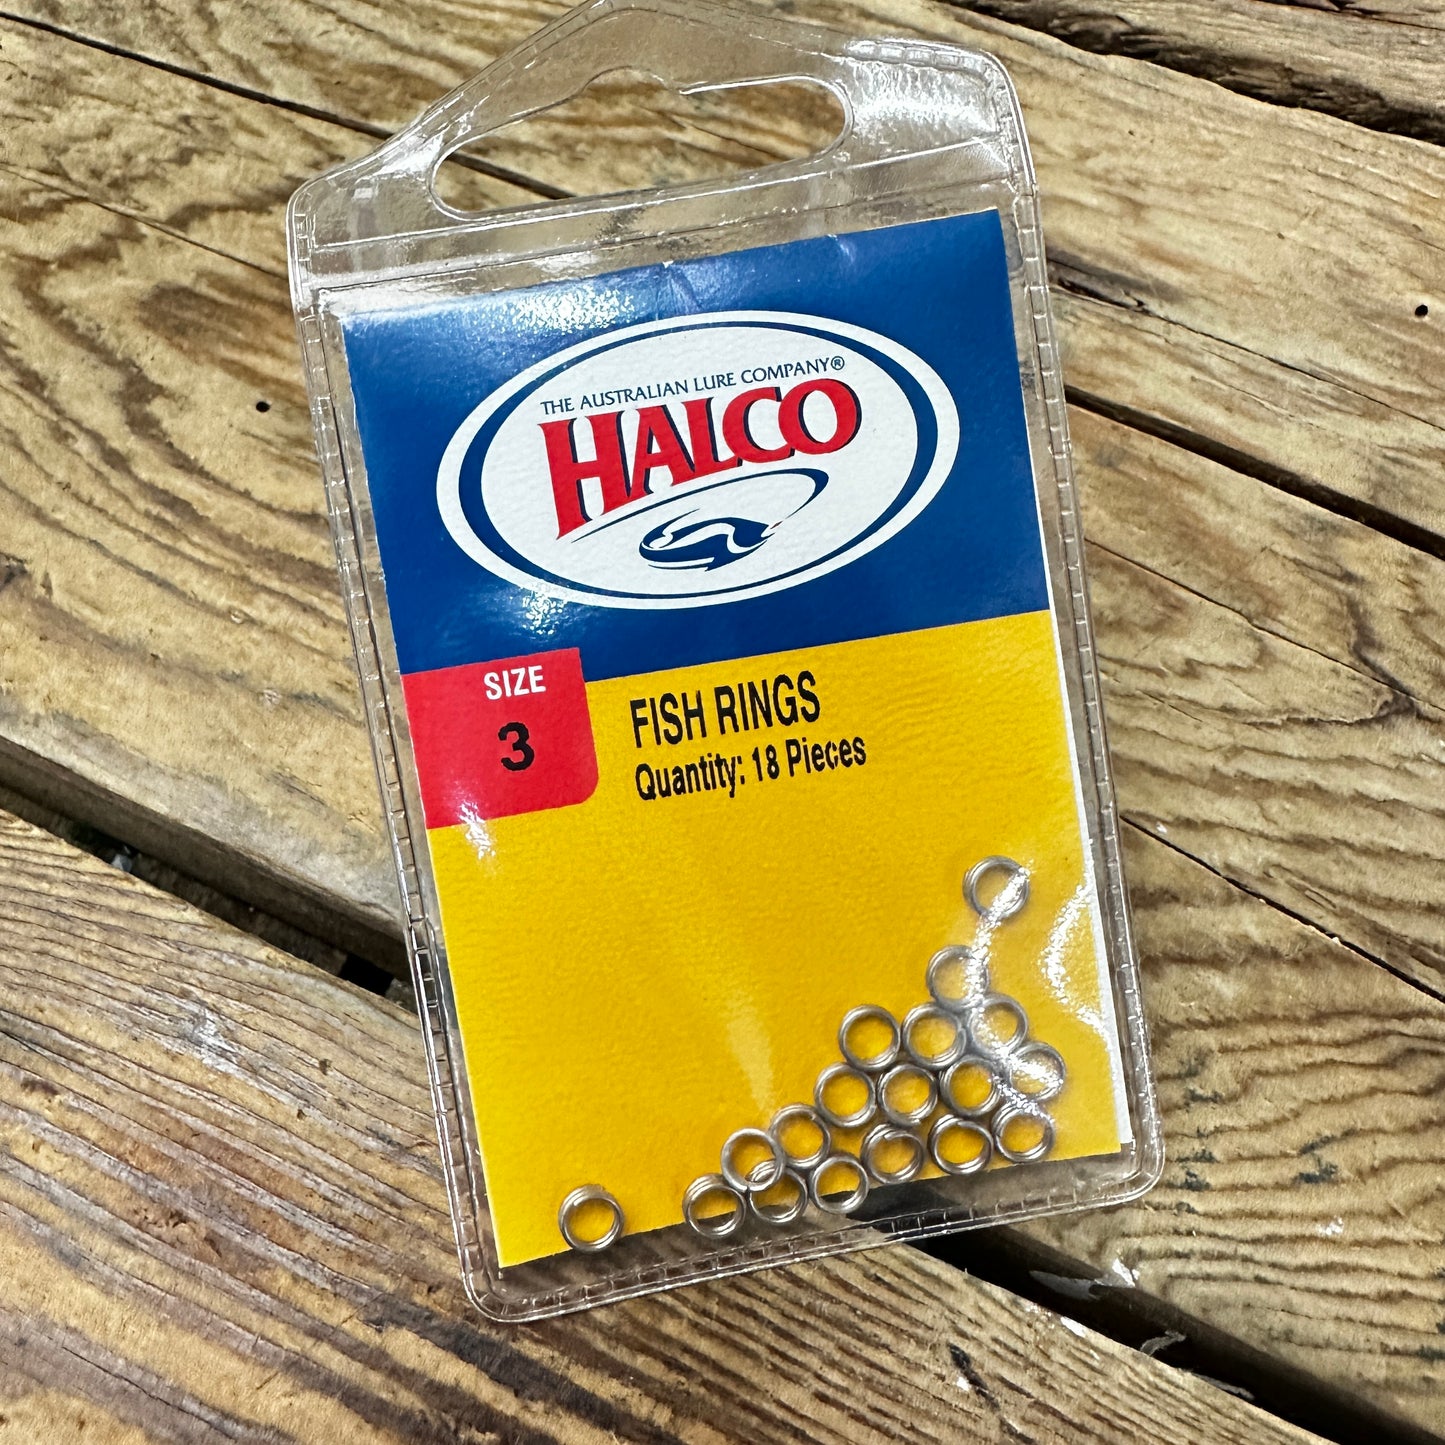 THE AUSTRALIAN LURE COMPANY®
HALCO
SIZE
3
FISH RINGS
Quantity: 18 Pieces